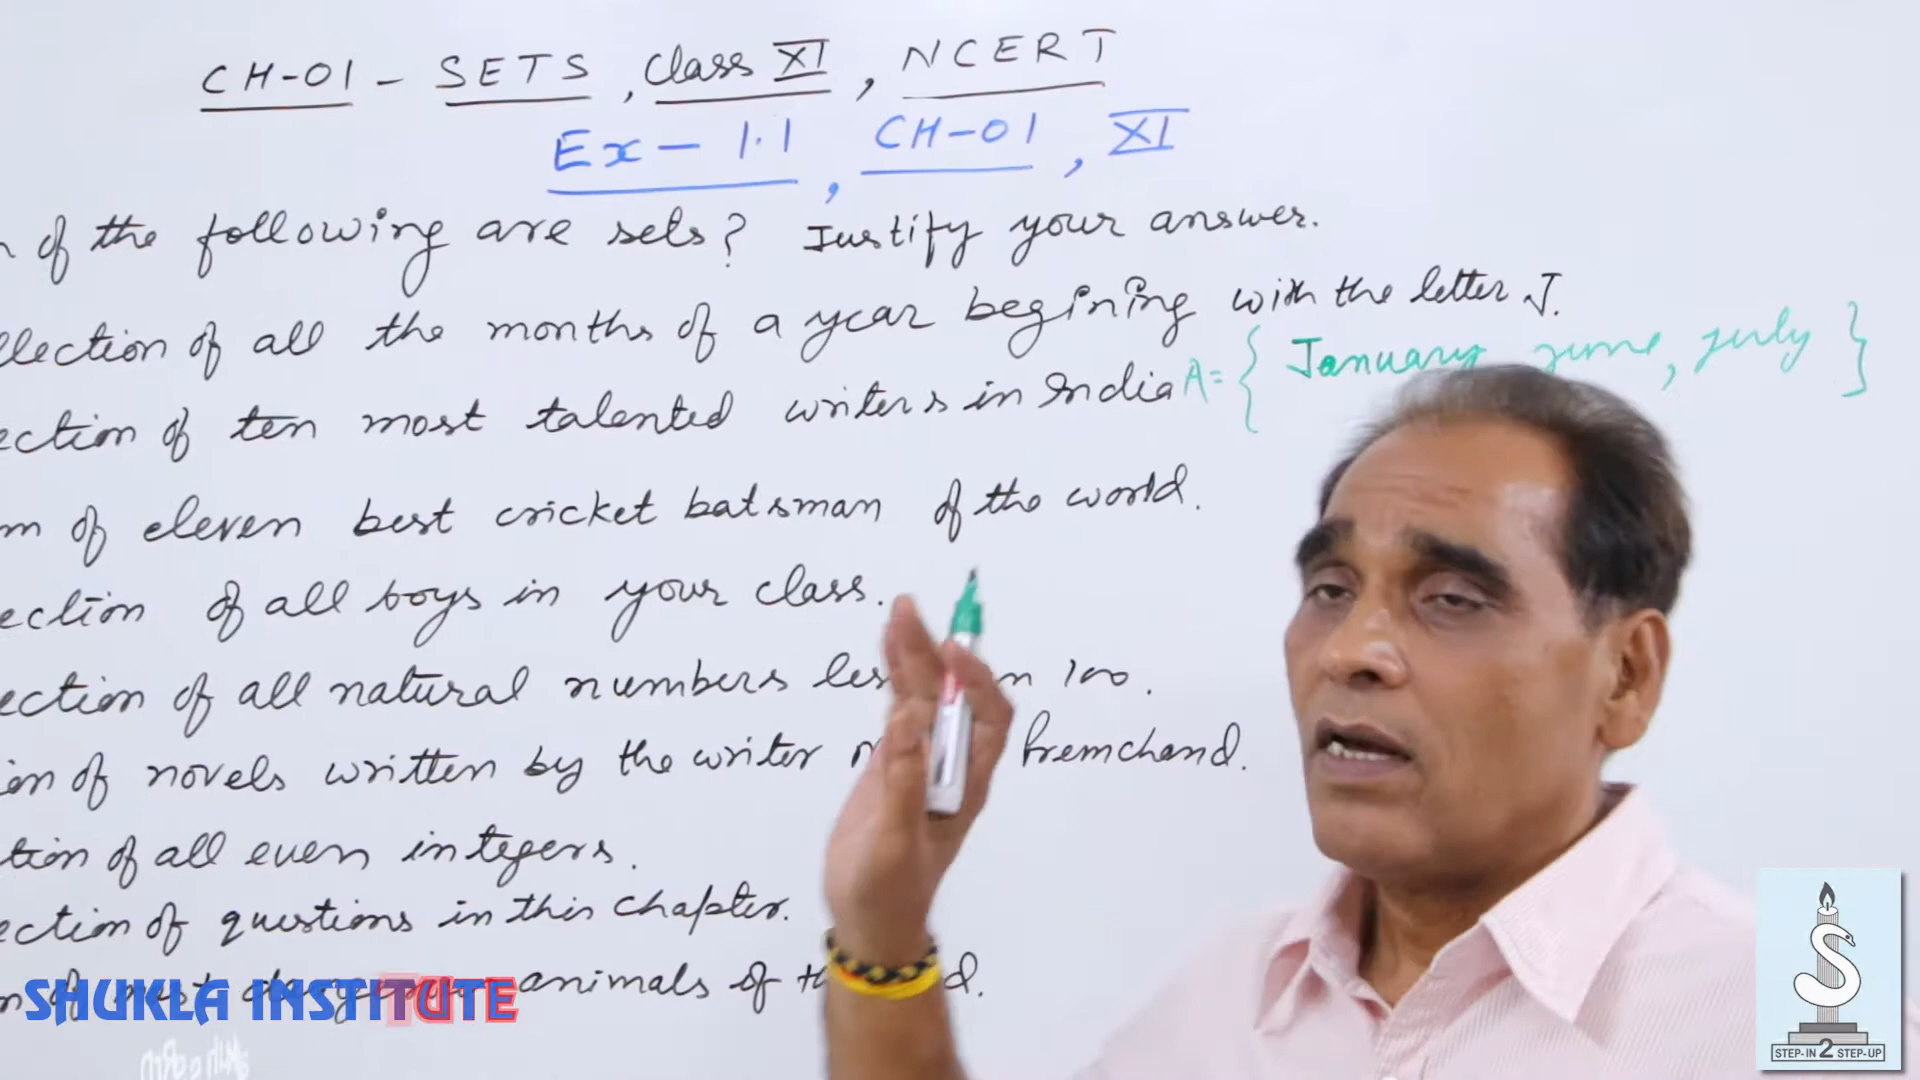 CH-01 - SETS, Class XI, NCERT
Ex - 1.1, CH-01, XI
of the following are sets? Justify your answer.
llection of all the months of a year begining with the letter J.
A = { January, june, july }
ection of ten most talented writers in India
m of eleven best cricket batsman of the world.
ection of all boys in your class.
ection of all natural numbers les n 100.
ion of novels written by the writer Premchand.
tion of all even integers.
ection of questions in this chapter.
of most animals of
SHUKLA INSTITUTE
S
STEP-IN 2 STEP-UP